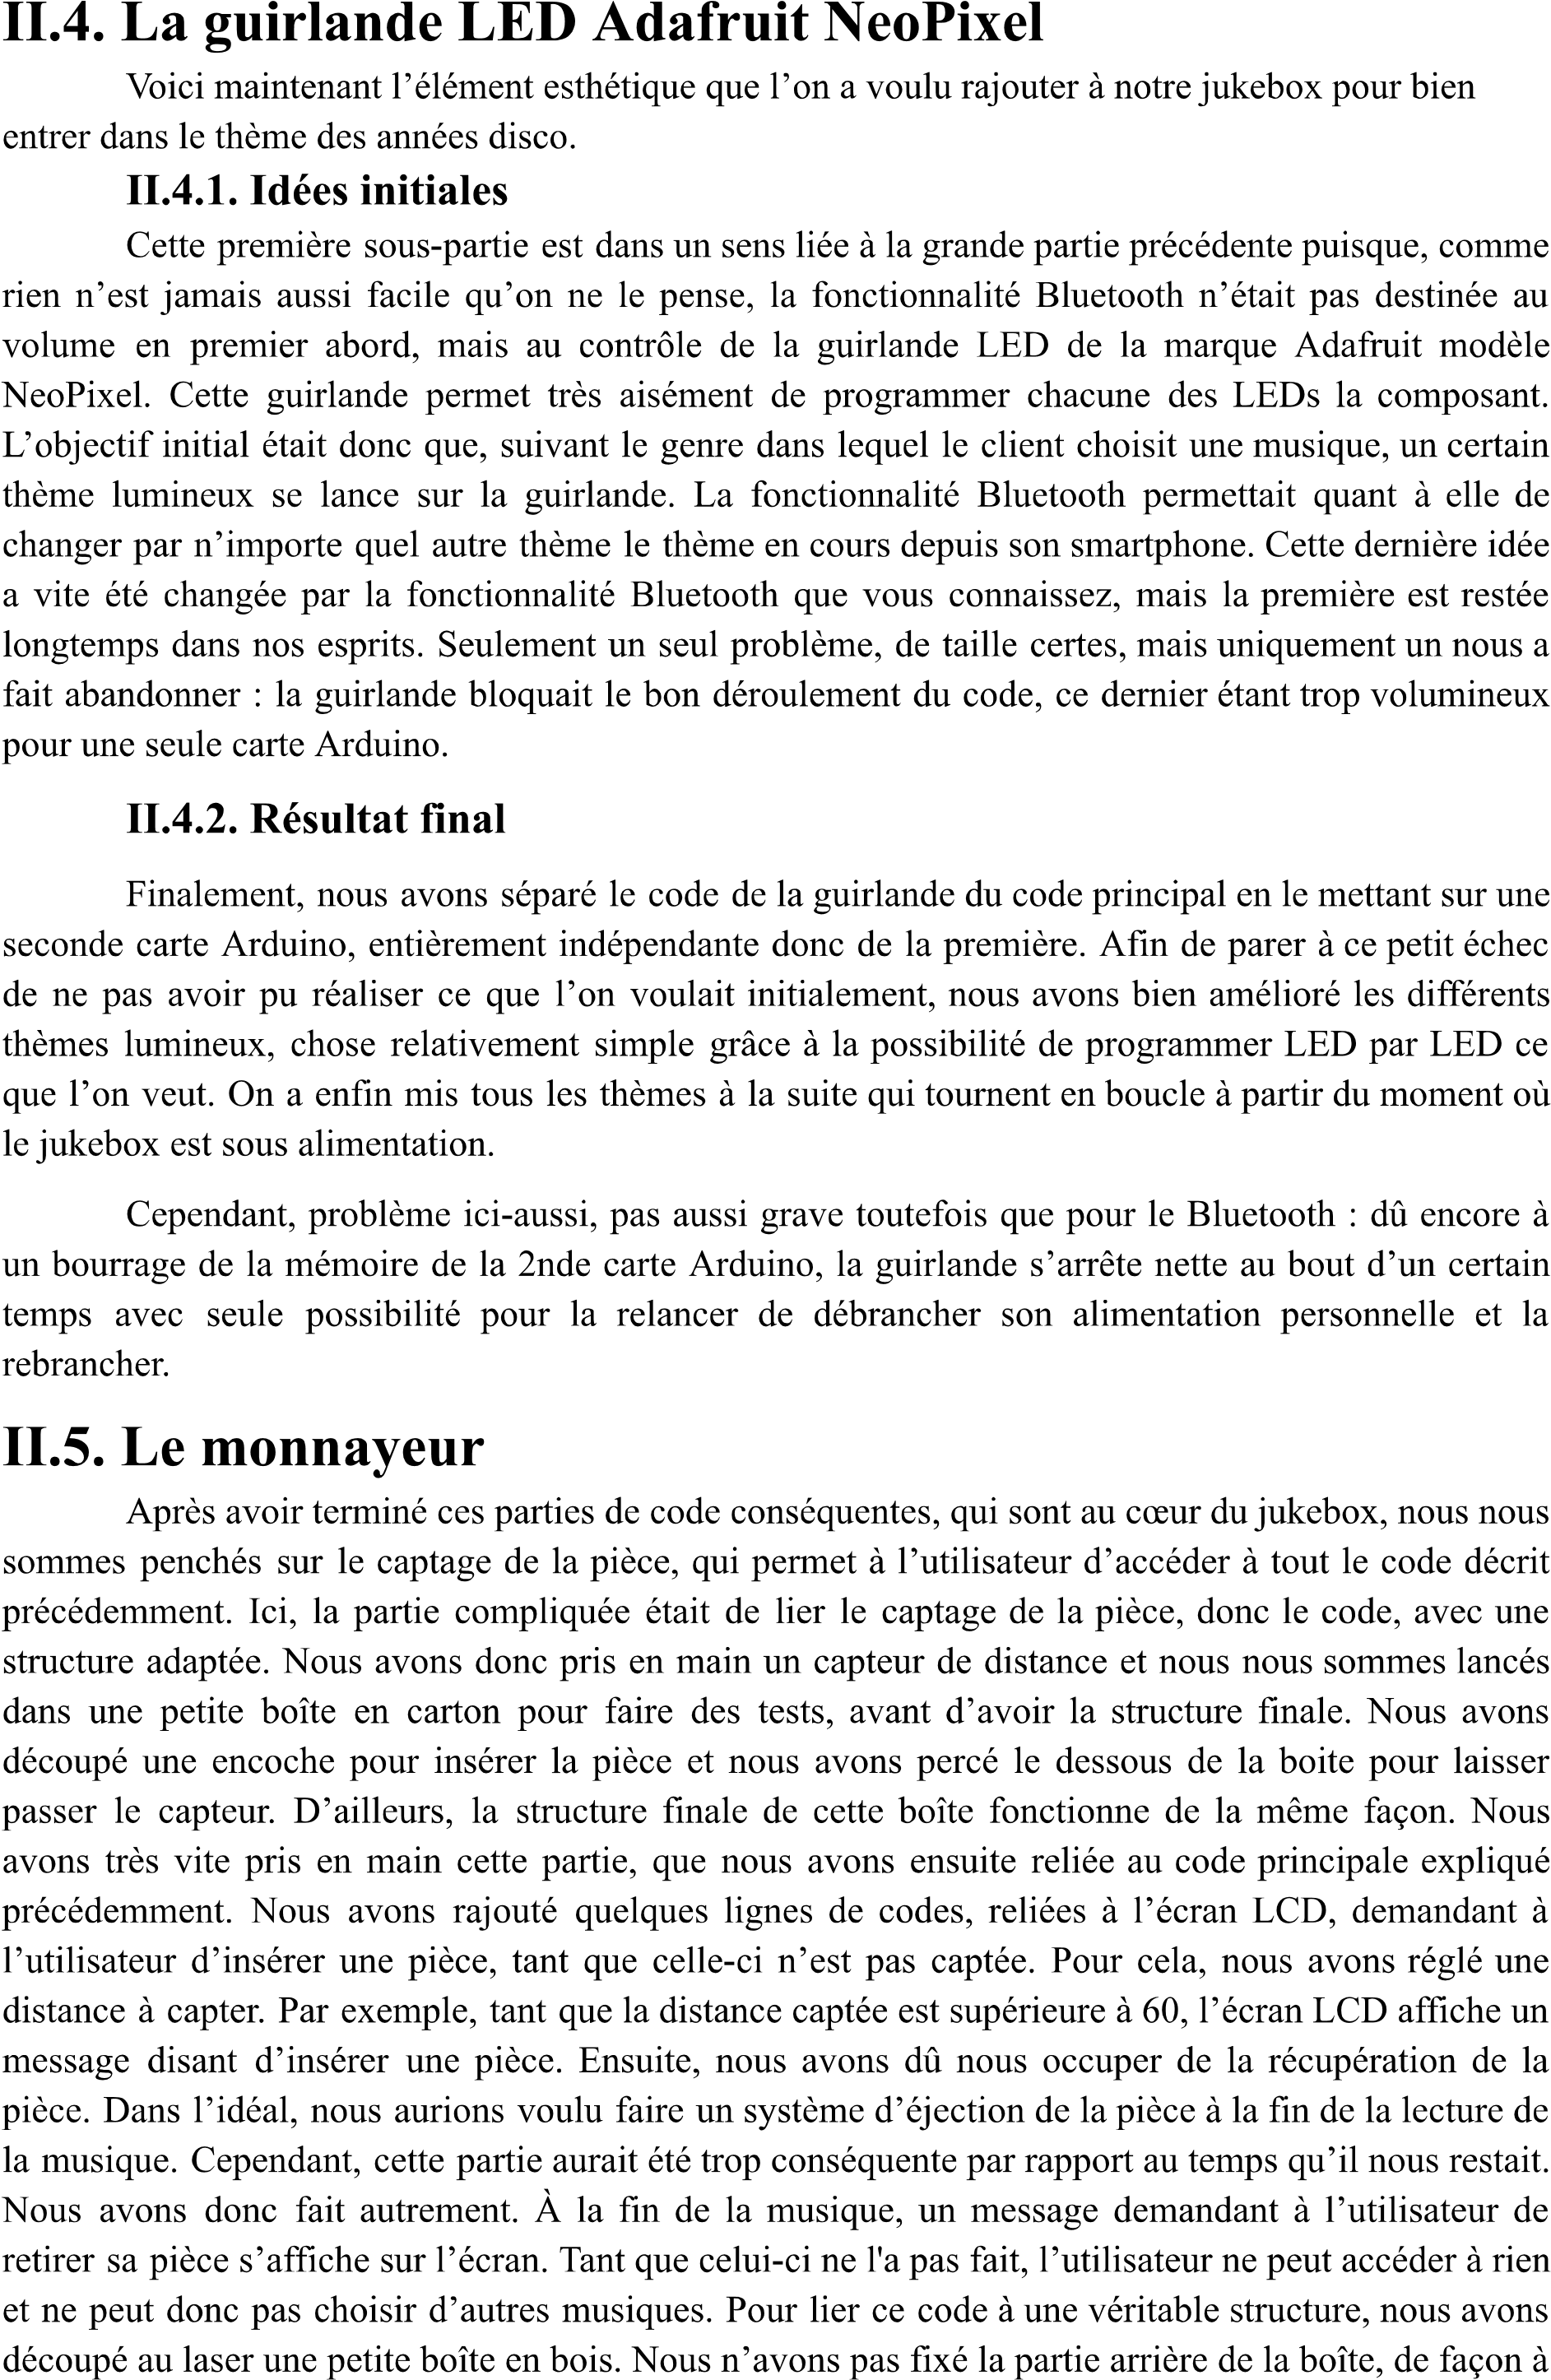 II.4. La guirlande LED Adafruit NeoPixel
Voici maintenant l’élément esthétique que l’on a voulu rajouter à notre jukebox pour bien
entrer dans le thème des années disco.
II.4.1. Idées initiales
Cette première sous-partie est dans un sens liée à la grande partie précédente puisque, comme
rien n’est jamais aussi facile qu’on ne le pense, la fonctionnalité Bluetooth n’était pas destinée au
volume en premier abord, mais au contrôle de la guirlande LED de la marque Adafruit modèle
NeoPixel. Cette guirlande permet très aisément de programmer chacune des LEDs la composant.
L’objectif initial était donc que, suivant le genre dans lequel le client choisit une musique, un certain
thème lumineux se lance sur la guirlande. La fonctionnalité Bluetooth permettait quant à elle de
changer par n’importe quel autre thème le thème en cours depuis son smartphone. Cette dernière idée
a vite été changée par la fonctionnalité Bluetooth que vous connaissez, mais la première est restée
longtemps dans nos esprits. Seulement un seul problème, de taille certes, mais uniquement un nous a
fait abandonner : la guirlande bloquait le bon déroulement du code, ce dernier étant trop volumineux
pour une seule carte Arduino.
II.4.2. Résultat final
Finalement, nous avons séparé le code de la guirlande du code principal en le mettant sur une
seconde carte Arduino, entièrement indépendante donc de la première. Afin de parer à ce petit échec
de ne pas avoir pu réaliser ce que l’on voulait initialement, nous avons bien amélioré les différents
thèmes lumineux, chose relativement simple grâce à la possibilité de programmer LED par LED ce
que l’on veut. On a enfin mis tous les thèmes à la suite qui tournent en boucle à partir du moment où
le jukebox est sous alimentation.
Cependant, problème ici-aussi, pas aussi grave toutefois que pour le Bluetooth : dû encore à
un bourrage de la mémoire de la 2nde carte Arduino, la guirlande s’arrête nette au bout d’un certain
temps avec seule possibilité pour la relancer de débrancher son alimentation personnelle et la
rebrancher.
II.5. Le monnayeur
Après avoir terminé ces parties de code conséquentes, qui sont au cœur du jukebox, nous nous
sommes penchés sur le captage de la pièce, qui permet à l’utilisateur d’accéder à tout le code décrit
précédemment. Ici, la partie compliquée était de lier le captage de la pièce, donc le code, avec une
structure adaptée. Nous avons donc pris en main un capteur de distance et nous nous sommes lancés
dans une petite boîte en carton pour faire des tests, avant d’avoir la structure finale. Nous avons
découpé une encoche pour insérer la pièce et nous avons percé le dessous de la boite pour laisser
passer le capteur. D’ailleurs, la structure finale de cette boîte fonctionne de la même façon. Nous
avons très vite pris en main cette partie, que nous avons ensuite reliée au code principale expliqué
précédemment. Nous avons rajouté quelques lignes de codes, reliées à l’écran LCD, demandant à
l’utilisateur d’insérer une pièce, tant que celle-ci n’est pas captée. Pour cela, nous avons réglé une
distance à capter. Par exemple, tant que la distance captée est supérieure à 60, l’écran LCD affiche un
message disant d’insérer une pièce. Ensuite, nous avons dû nous occuper de la récupération de la
pièce. Dans l’idéal, nous aurions voulu faire un système d’éjection de la pièce à la fin de la lecture de
la musique. Cependant, cette partie aurait été trop conséquente par rapport au temps qu’il nous restait.
Nous avons donc fait autrement. À la fin de la musique, un message demandant à l’utilisateur de
retirer sa pièce s’affiche sur l’écran. Tant que celui-ci ne l'a pas fait, l’utilisateur ne peut accéder à rien
et ne peut donc pas choisir d’autres musiques. Pour lier ce code à une véritable structure, nous avons
découpé au laser une petite boîte en bois. Nous n’avons pas fixé la partie arrière de la boîte, de façon à